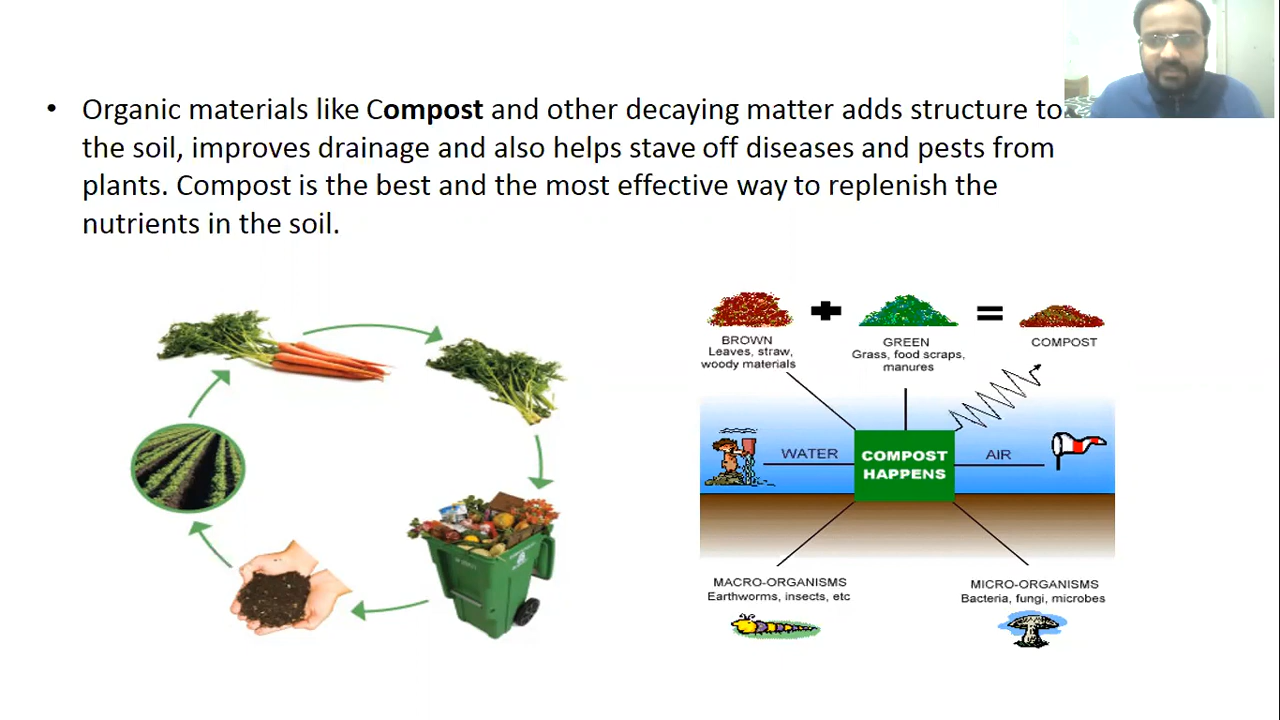 • Organic materials like Compost and other decaying matter adds structure to
the soil, improves drainage and also helps stave off diseases and pests from
plants. Compost is the best and the most effective way to replenish the
nutrients in the soil.
BROWN
Leaves, straw,
woody materials
GREEN
Grass, food scraps,
manures
COMPOST
WATER
COMPOST
HAPPENS
AIR
MACRO-ORGANISMS
Earthworms, insects, etc
MICRO-ORGANISMS
Bacteria, fungi, microbes